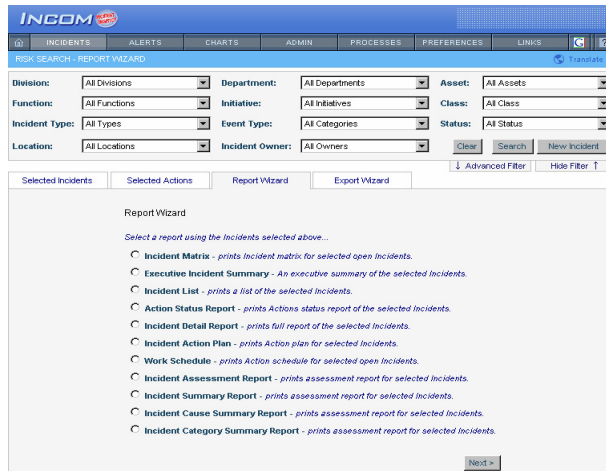 INCOM
INCIDENTS ALERTS CHARTS ADMIN PROCESSES PREFERENCES LINKS G
RISK SEARCH - REPORT WIZARD Translate
Division: All Divisions Department: All Departments Asset: All Assets
Function: All Functions Initiative: All Initiatives Class: All Class
Incident Type: All Types Event Type: All Categories Status: All Status
Location: All Locations Incident Owner: All Owners Clear Search New Incident
↓ Advanced Filter Hide Filter ↑
Selected Incidents Selected Actions Report Wizard Export Wizard
Report Wizard
Select a report using the Incidents selected above...
Incident Matrix - prints Incident matrix for selected open Incidents.
Executive Incident Summary - An executive summary of the selected Incidents.
Incident List - prints a list of the selected Incidents.
Action Status Report - prints Actions status report of the selected Incidents.
Incident Detail Report - prints full report of the selected Incidents.
Incident Action Plan - prints Action plan for selected Incidents.
Work Schedule - prints Action schedule for selected open Incidents.
Incident Assessment Report - prints assessment report for selected Incidents.
Incident Summary Report - prints assessment report for selected Incidents.
Incident Cause Summary Report - prints assessment report for selected Incidents.
Incident Category Summary Report - prints assessment report for selected Incidents.
Next >